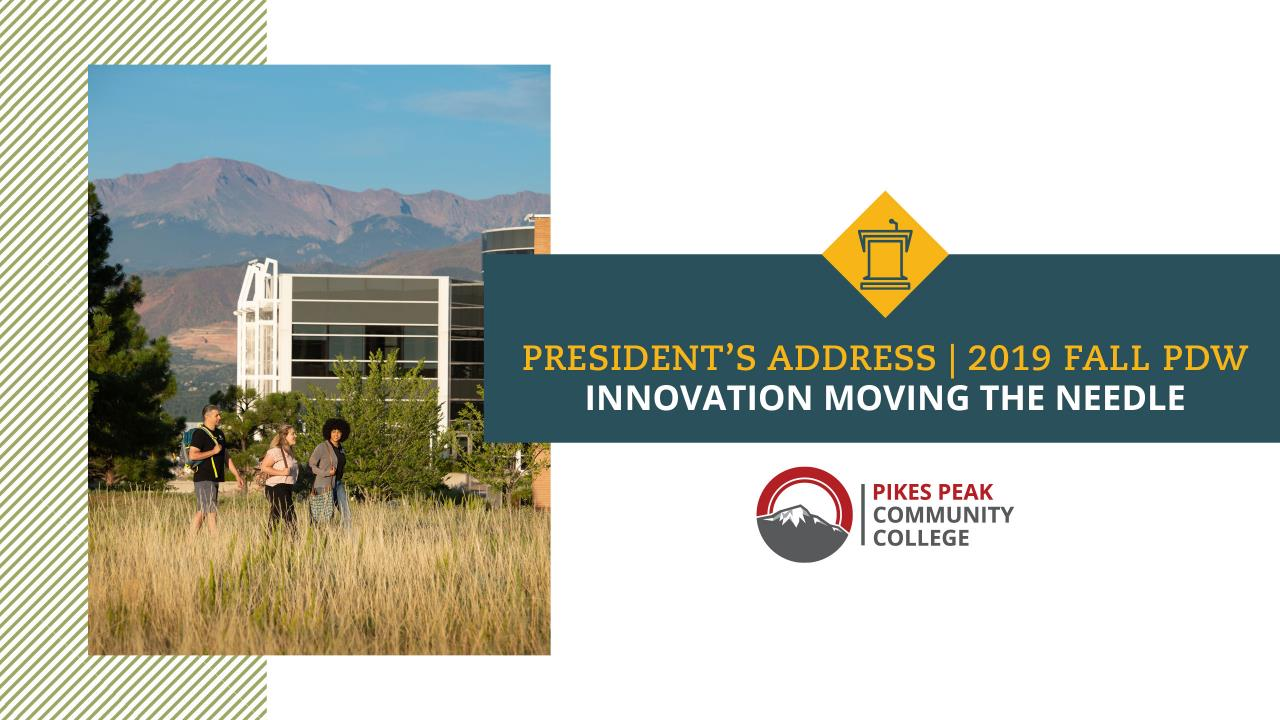 PRESIDENT’S ADDRESS | 2019 FALL PDW
INNOVATION MOVING THE NEEDLE
PIKES PEAK
COMMUNITY
COLLEGE